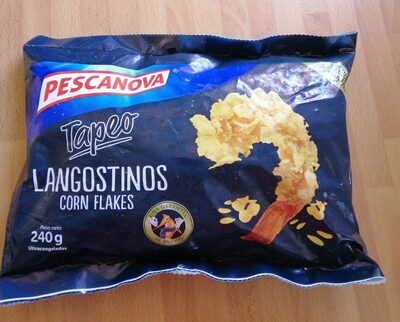 PESCANOVA
Tapeo
LANGOSTINOS
CORN FLAKES
Peso neto
240 g
Ultracongelados